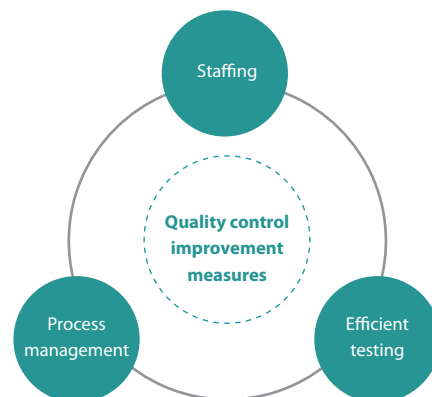 Staffing
Quality control
improvement
measures
Process
management
Efficient
testing